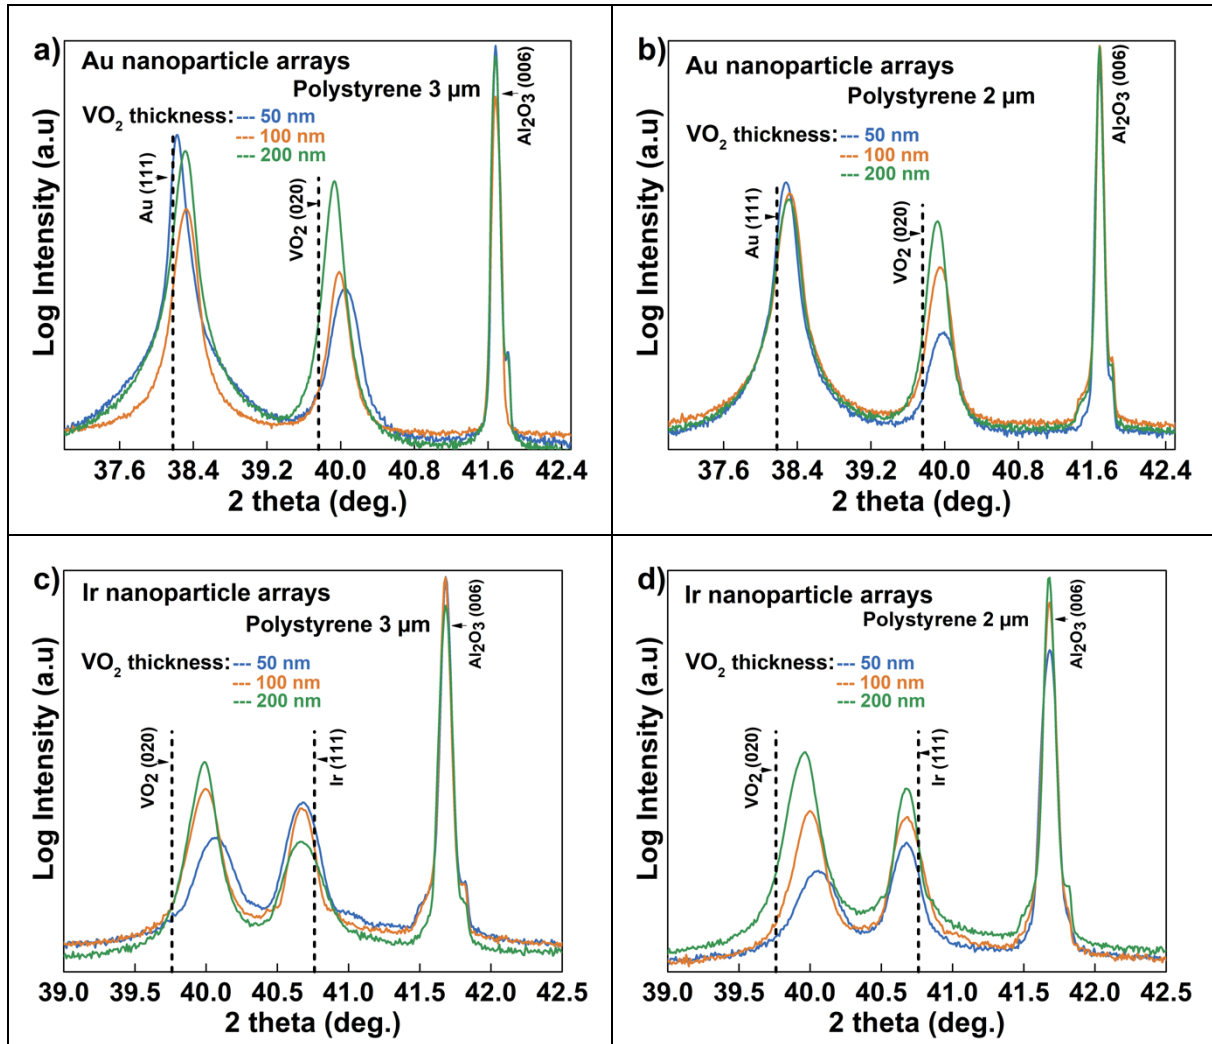 a)
Au nanoparticle arrays
Polystyrene 3 µm
VO2 thickness:
--- 50 nm
--- 100 nm
--- 200 nm
Au (111)
VO2 (020)
Al2O3 (006)
Log Intensity (a.u)
37.6 38.4 39.2 40.0 40.8 41.6 42.4
2 theta (deg.)
b)
Au nanoparticle arrays
Polystyrene 2 µm
VO2 thickness:
--- 50 nm
--- 100 nm
--- 200 nm
Au (111)
VO2 (020)
Al2O3 (006)
Log Intensity (a.u)
37.6 38.4 39.2 40.0 40.8 41.6 42.4
2 theta (deg.)
c)
Ir nanoparticle arrays
Polystyrene 3 µm
VO2 thickness:
--- 50 nm
--- 100 nm
--- 200 nm
VO2 (020)
Ir (111)
Al2O3 (006)
Log Intensity (a.u)
39.0 39.5 40.0 40.5 41.0 41.5 42.0 42.5
2 theta (deg.)
d)
Ir nanoparticle arrays
Polystyrene 2 µm
VO2 thickness:
--- 50 nm
--- 100 nm
--- 200 nm
VO2 (020)
Ir (111)
Al2O3 (006)
Log Intensity (a.u)
39.0 39.5 40.0 40.5 41.0 41.5 42.0 42.5
2 theta (deg.)